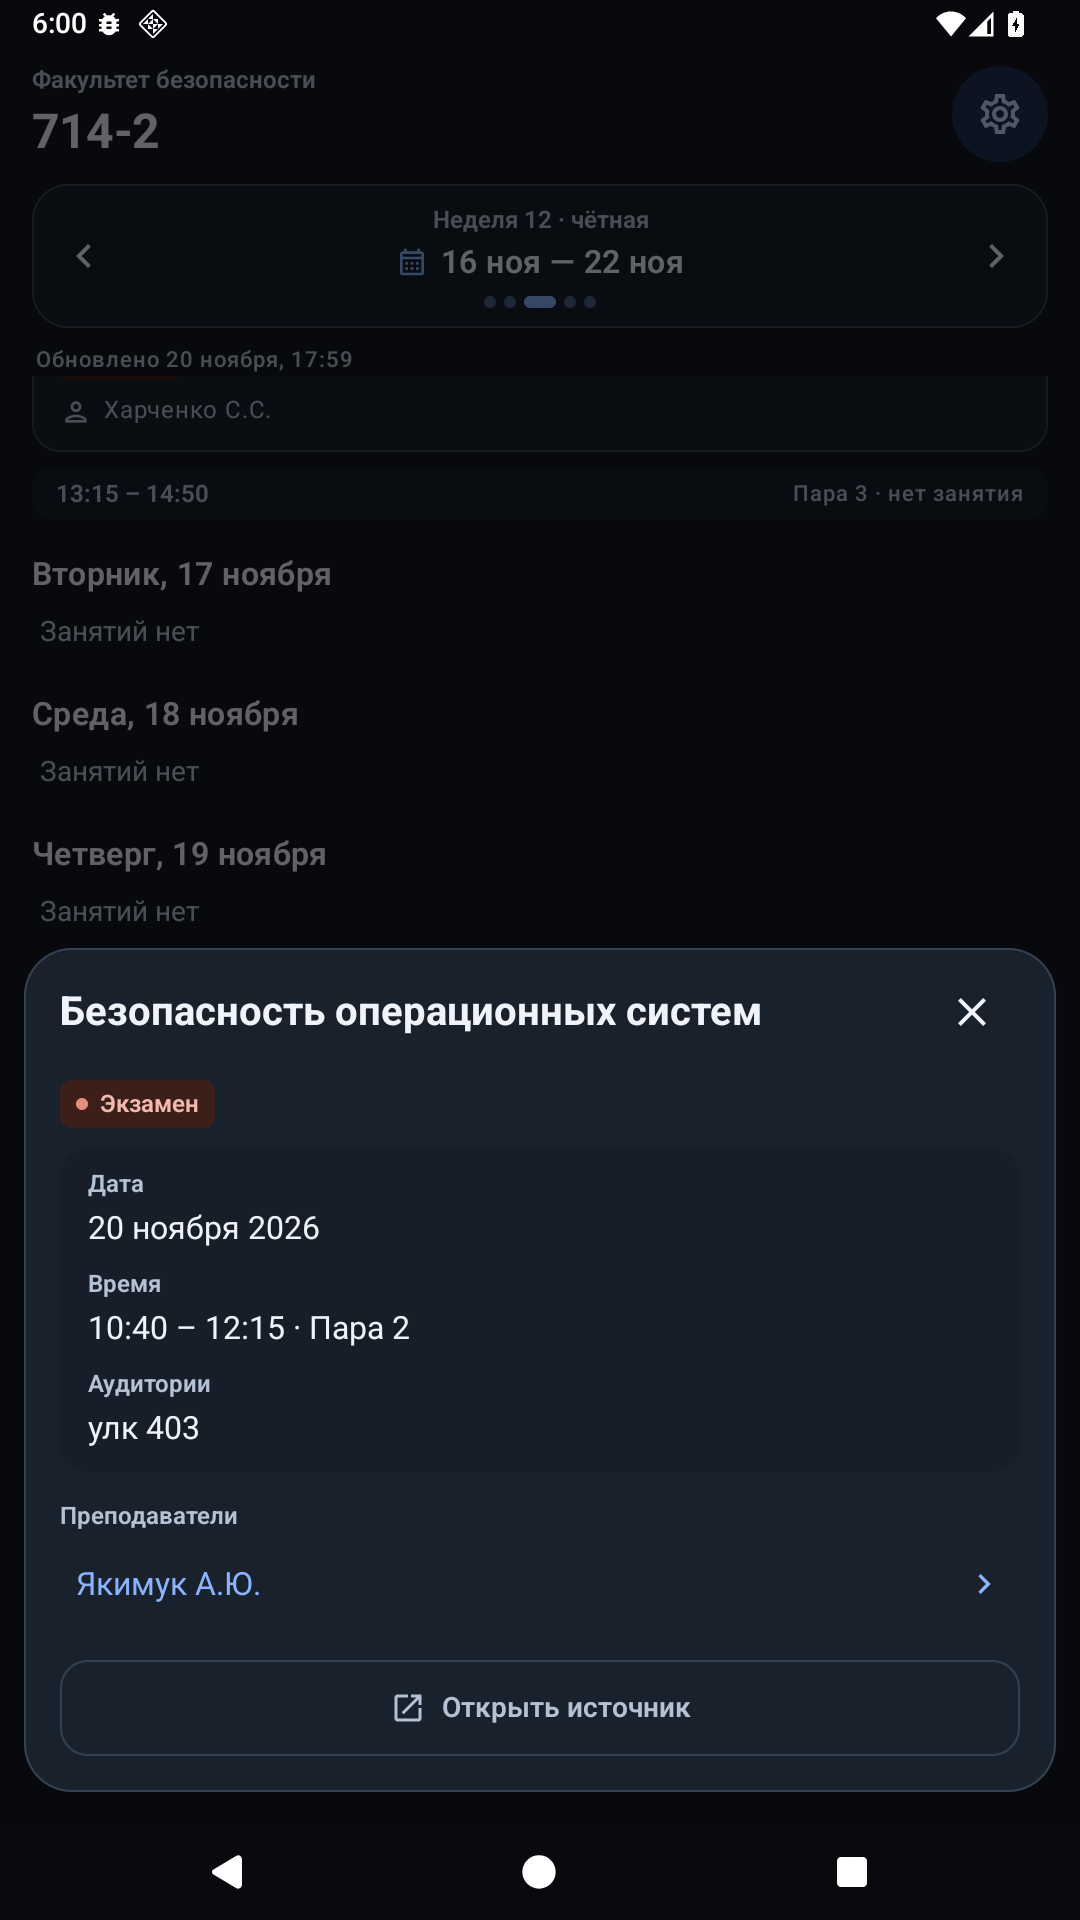 6:00
Факультет безопасности
714-2
Неделя 12 · чётная
16 ноя — 22 ноя
Обновлено 20 ноября, 17:59
Харченко С.С.
13:15 – 14:50
Пара 3 · нет занятия
Вторник, 17 ноября
Занятий нет
Среда, 18 ноября
Занятий нет
Четверг, 19 ноября
Занятий нет
Безопасность операционных систем
Экзамен
Дата
20 ноября 2026
Время
10:40 – 12:15 · Пара 2
Аудитории
улк 403
Преподаватели
Якимук А.Ю.
Открыть источник